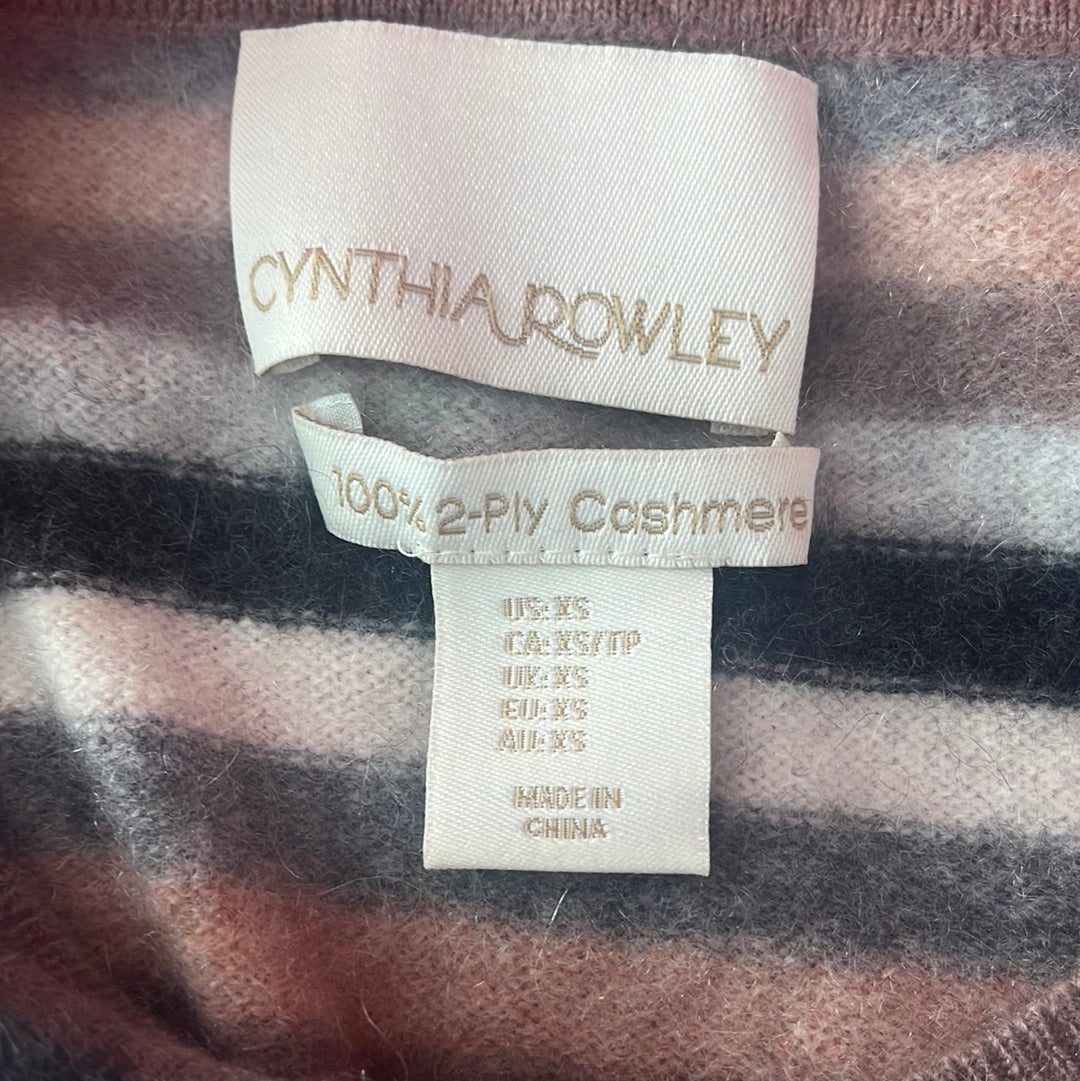 CYNTHIA ROWLEY
100% 2-Ply Cashmere
US: XS
CA: XS/TP
UK: XS
EU: XS
AU: XS
MADE IN
CHINA